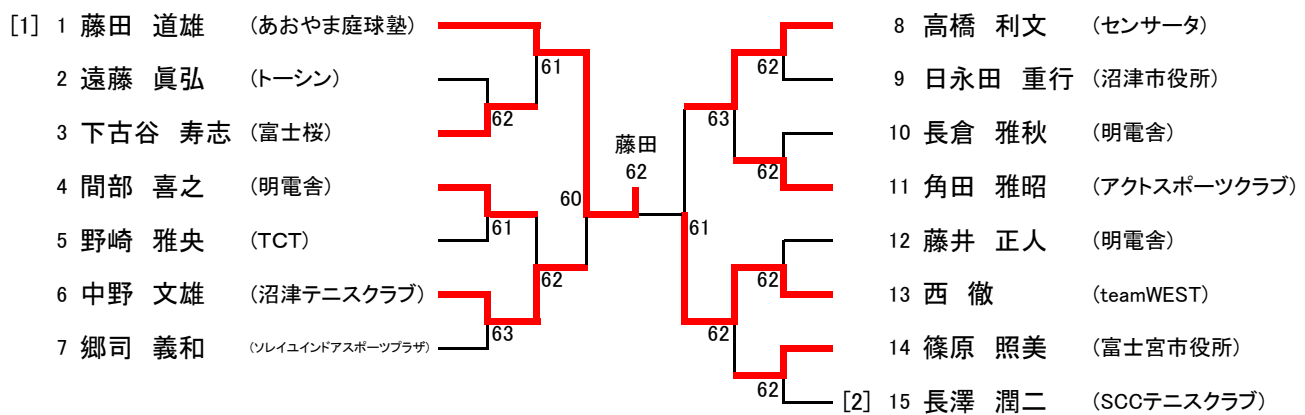 [1] 1 藤田 道雄 (あおやま庭球塾)
2 遠藤 眞弘 (トーシン)
3 下古谷 寿志 (富士桜)
4 間部 喜之 (明電舎)
5 野崎 雅央 (TCT)
6 中野 文雄 (沼津テニスクラブ)
7 郷司 義和 (ソレイユインドアスポーツプラザ)
61
62
61
63
62
60
藤田
62
61
63
62
62
62
62
62
8 高橋 利文 (センサータ)
9 日永田 重行 (沼津市役所)
10 長倉 雅秋 (明電舎)
11 角田 雅昭 (アクトスポーツクラブ)
12 藤井 正人 (明電舎)
13 西 徹 (teamWEST)
14 篠原 照美 (富士宮市役所)
[2] 15 長澤 潤二 (SCCテニスクラブ)